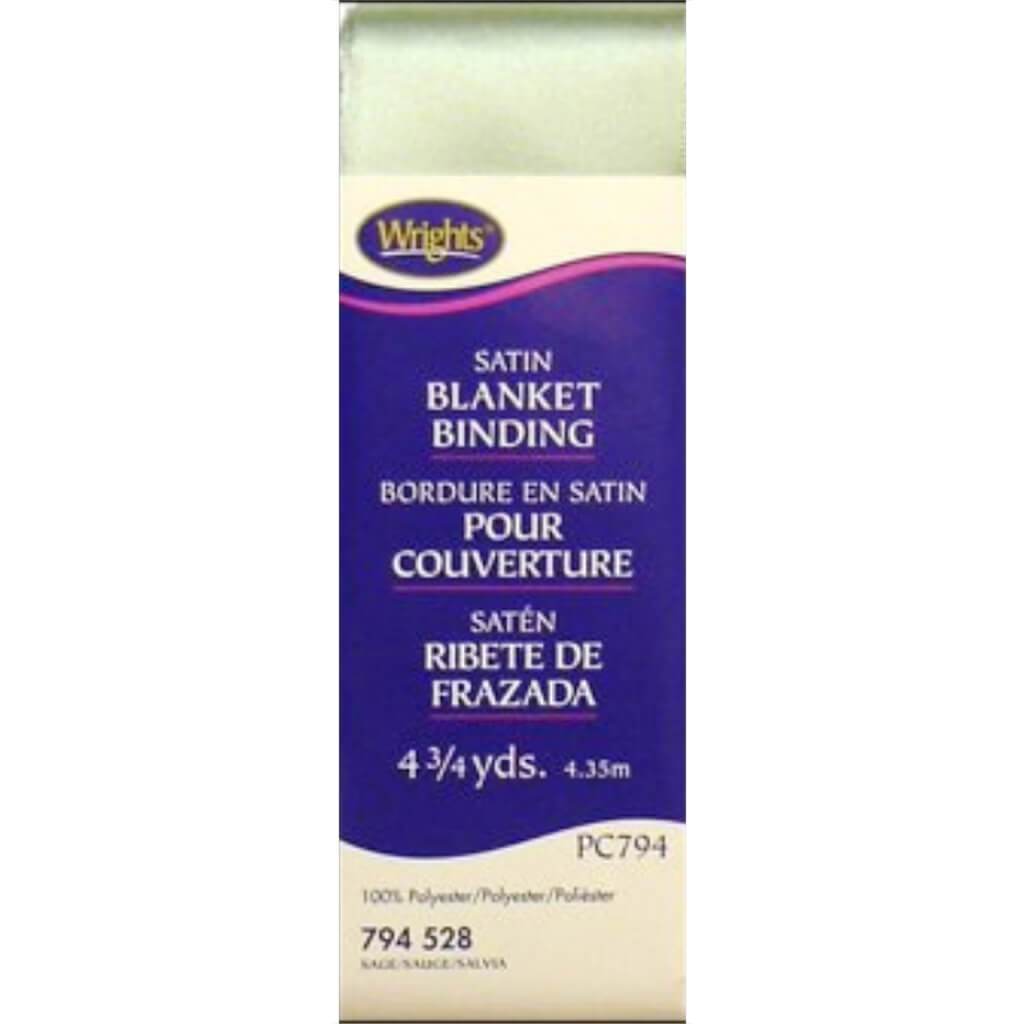 Wrights
SATIN
BLANKET
BINDING
BORDURE EN SATIN
POUR
COUVERTURE
SATÉN
RIBETE DE
FRAZADA
4 3/4 yds. 4.35m
PC794
100% Polyester/Polyester/Poliéster
794 528
SAGE/SAUGE/SALVIA